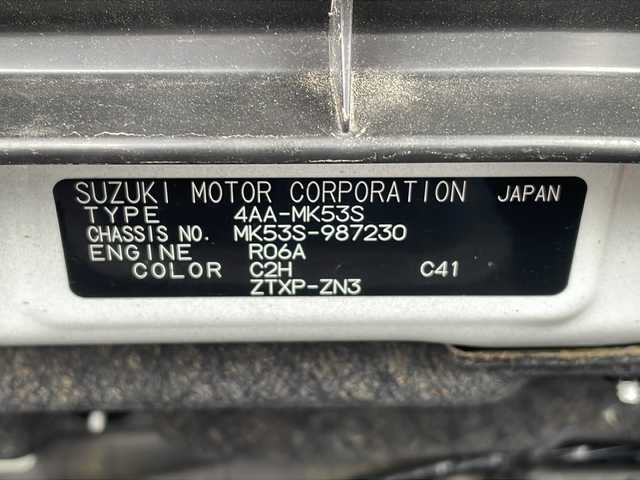 SUZUKI MOTOR CORPORATION JAPAN
TYPE 4AA-MK53S
CHASSIS NO. MK53S-987230
ENGINE R06A
COLOR C2H C41
ZTXP-ZN3